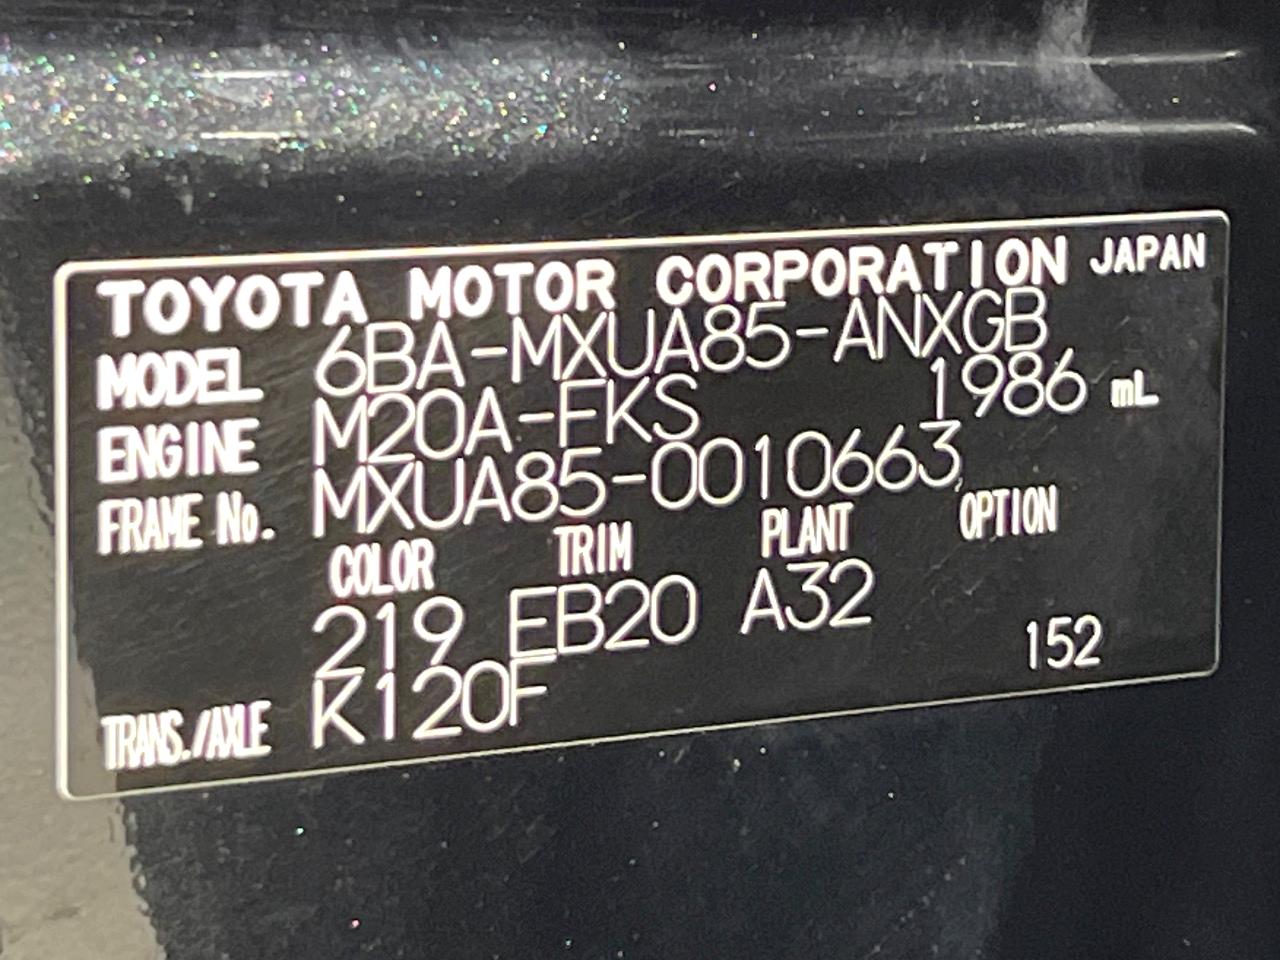 TOYOTA MOTOR CORPORATION JAPAN
MODEL 6BA-MXUA85-ANXGB
ENGINE M20A-FKS 1986 mL
FRAME No. MXUA85-0010663
COLOR TRIM PLANT OPTION
219 EB20 A32
TRANS./AXLE K120F 152